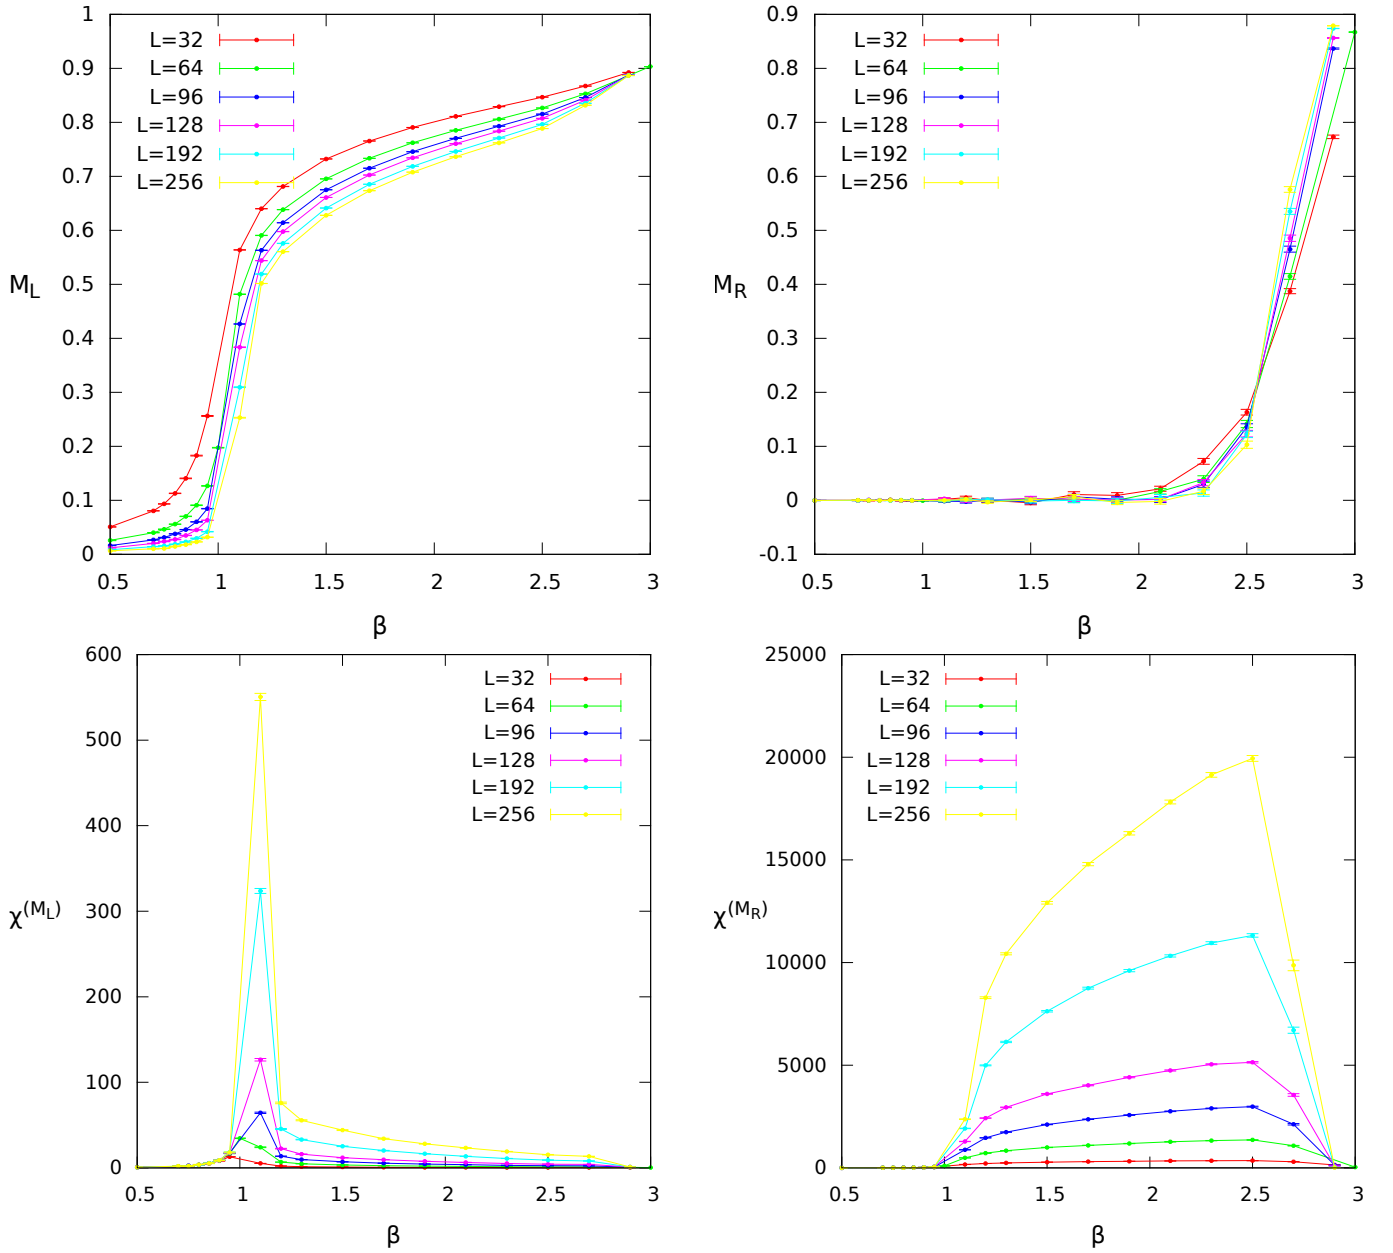 1
0.9
0.8
0.7
0.6
0.5
0.4
0.3
0.2
0.1
0
M_L
0.5 1 1.5 2 2.5 3
β
L=32
L=64
L=96
L=128
L=192
L=256
0.9
0.8
0.7
0.6
0.5
0.4
0.3
0.2
0.1
0
-0.1
M_R
0.5 1 1.5 2 2.5 3
β
L=32
L=64
L=96
L=128
L=192
L=256
600
500
400
300
200
100
0
χ^(M_L)
0.5 1 1.5 2 2.5 3
β
L=32
L=64
L=96
L=128
L=192
L=256
25000
20000
15000
10000
5000
0
χ^(M_R)
0.5 1 1.5 2 2.5 3
β
L=32
L=64
L=96
L=128
L=192
L=256